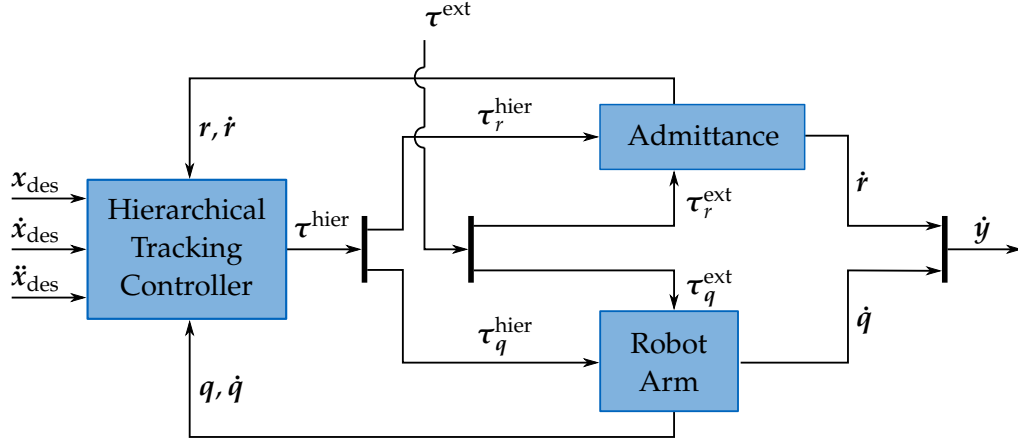 τ^ext
τ_r^hier
Admittance
r, ṙ
x_des
ẋ_des
ẍ_des
Hierarchical
Tracking
Controller
τ^hier
τ_r^ext
ṙ
ẏ
τ_q^ext
τ_q^hier
Robot
Arm
q̇
q, q̇